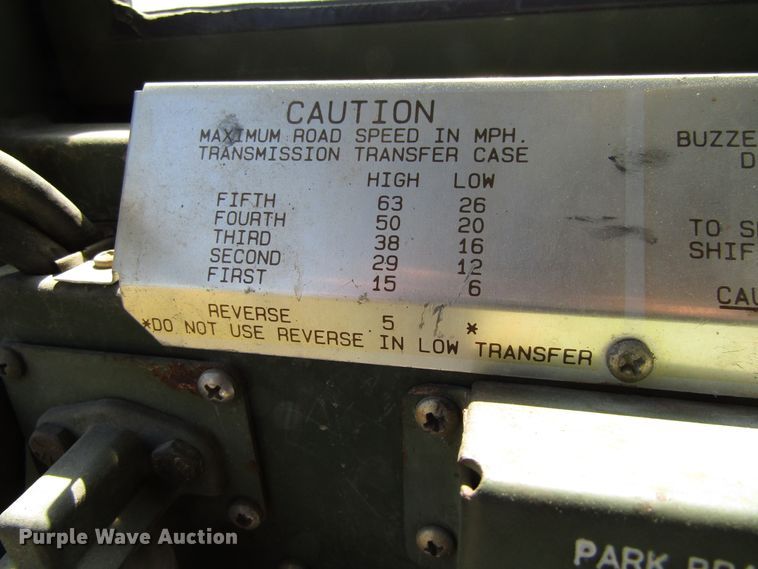 CAUTION
MAXIMUM ROAD SPEED IN MPH.
TRANSMISSION TRANSFER CASE
HIGH LOW
FIFTH 63 26
FOURTH 50 20
THIRD 38 16
SECOND 29 12
FIRST 15 6
REVERSE 5 *
*DO NOT USE REVERSE IN LOW TRANSFER
BUZZE
D
TO S
SHIF
CAU
PARK BRA
Purple Wave Auction